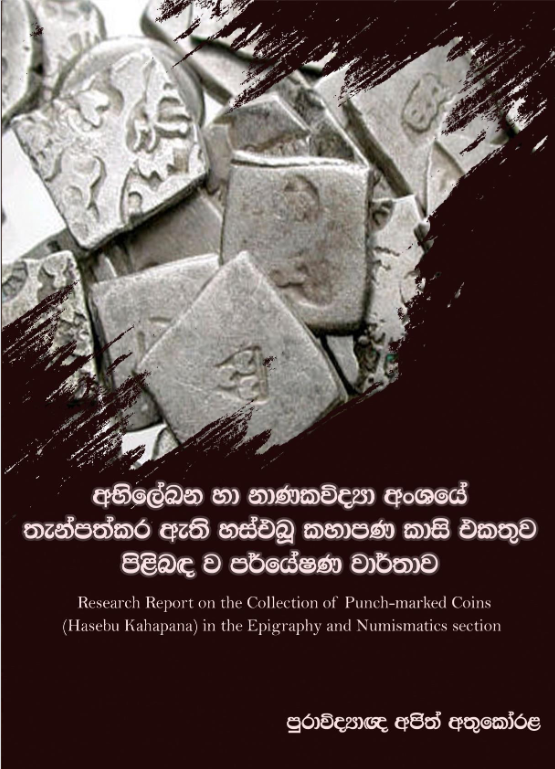 අභිලේඛන හා නාණකවිද්‍යා අංශයේ
තැන්පත්කර ඇති හස්එබූ කහාපණ කාසි එකතුව
පිළිබඳ ව පර්යේෂණ වාර්තාව
Research Report on the Collection of Punch-marked Coins
(Hasebu Kahapana) in the Epigraphy and Numismatics section
පුරාවිද්‍යාඥ අජිත් අතුකෝරළ